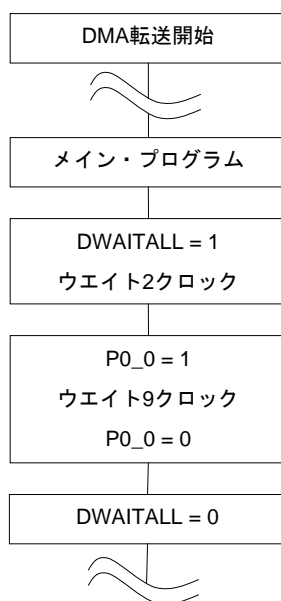 DMA転送開始
メイン・プログラム
DWAITALL = 1
ウエイト2クロック
P0_0 = 1
ウエイト9クロック
P0_0 = 0
DWAITALL = 0